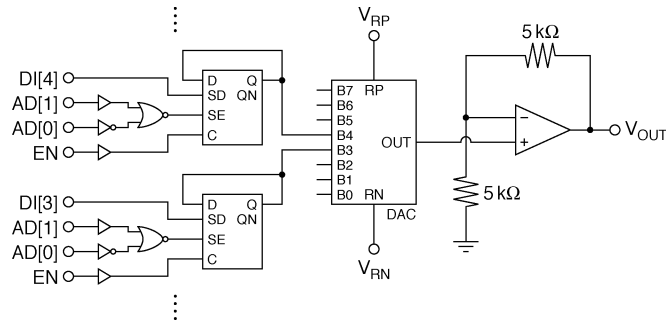 DI[4]
AD[1]
AD[0]
EN
D Q
SD QN
SE
C
DI[3]
AD[1]
AD[0]
EN
D Q
SD QN
SE
C
V_RP
B7 RP
B6
B5
B4
OUT
B3
B2
B1
RN
B0
DAC
V_RN
5 kΩ
−
+
V_OUT
5 kΩ